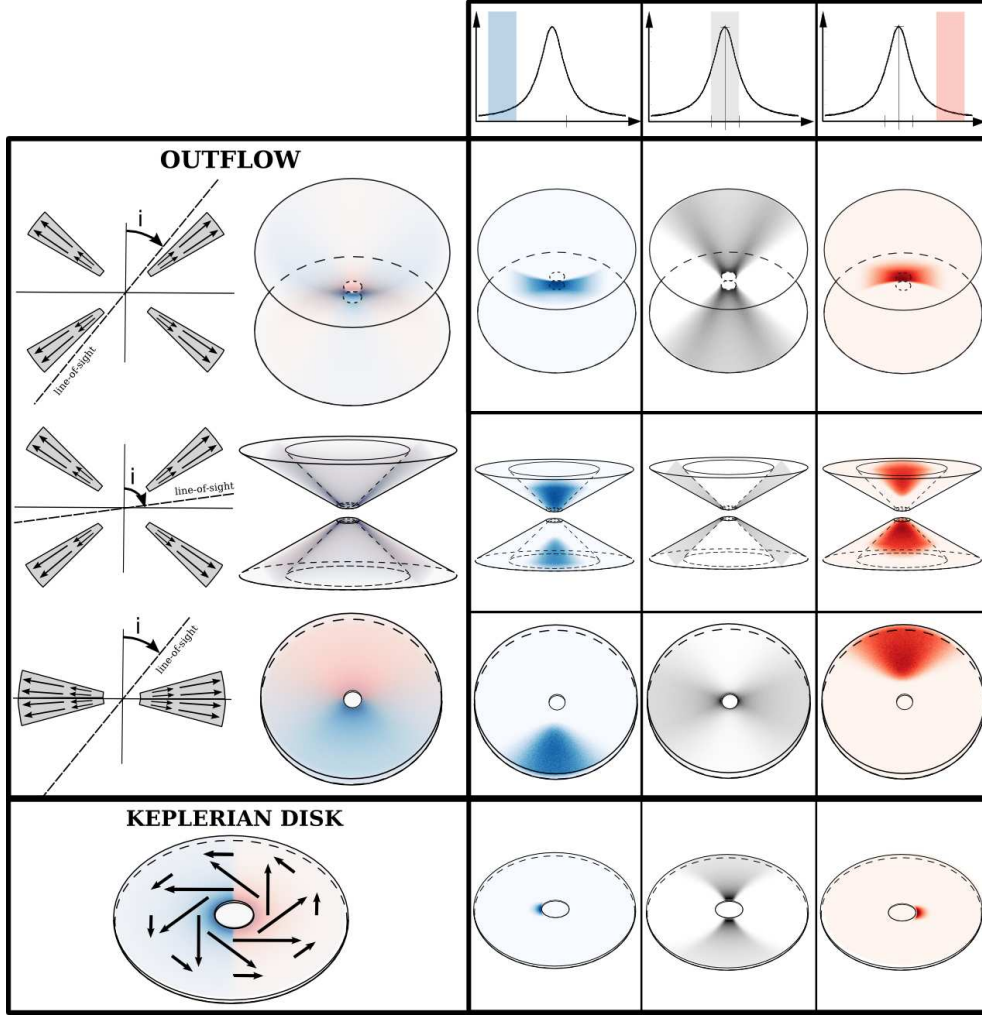 OUTFLOW
i
line-of-sight
i
line-of-sight
i
line-of-sight
KEPLERIAN DISK